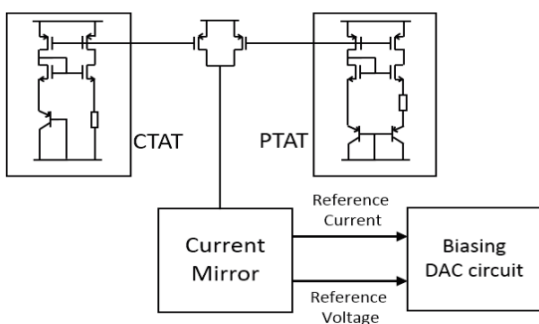 CTAT
PTAT
Reference
Current
Current
Mirror
Biasing
DAC circuit
Reference
Voltage